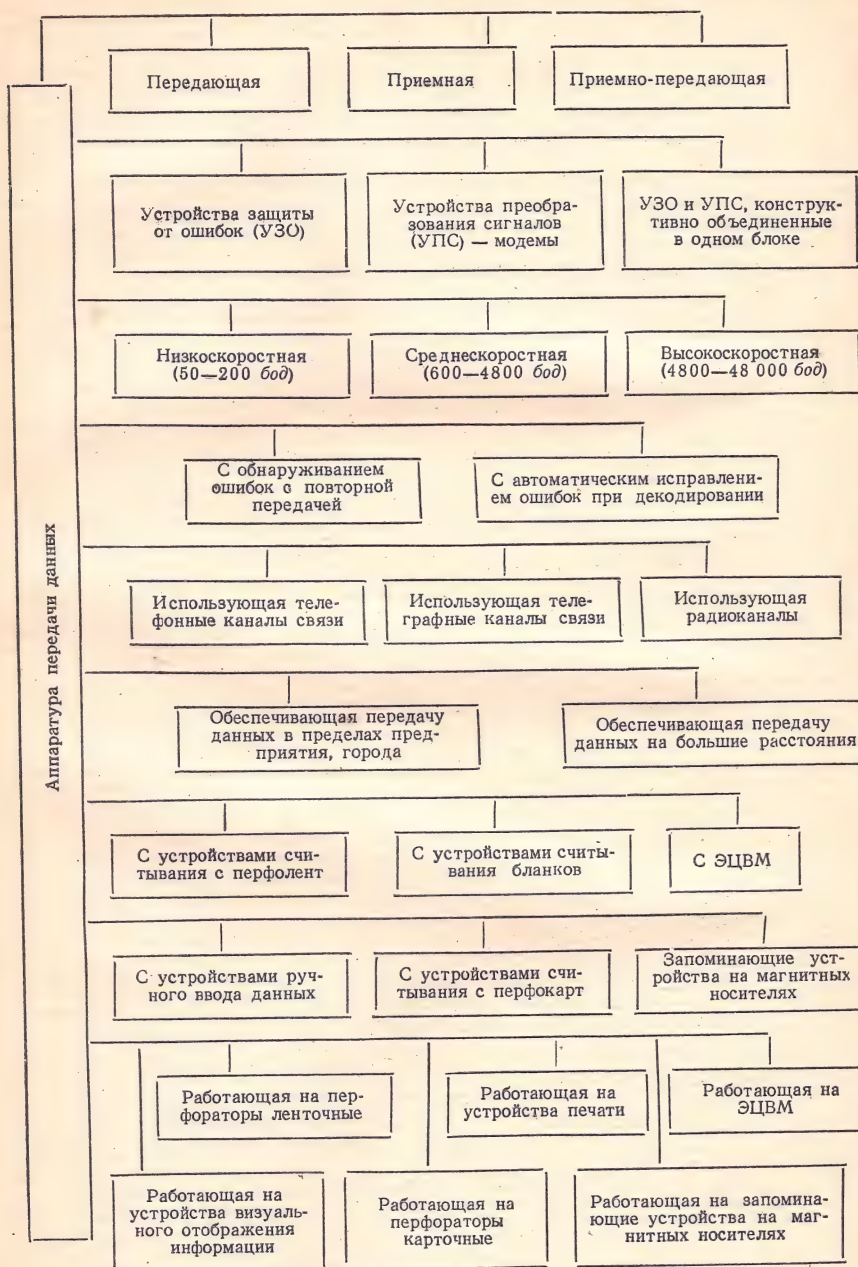 Передающая
Приемная
Приемно-передающая
Устройства защиты
от ошибок (УЗО)
Устройства преобра-
зования сигналов
(УПС) — модемы
УЗО и УПС, конструк-
тивно объединенные
в одном блоке
Низкоскоростная
(50—200 бод)
Среднескоростная
(600—4800 бод)
Высокоскоростная
(4800—48 000 бод)
С обнаруживанием
ошибок с повторной
передачей
С автоматическим исправлени-
ем ошибок при декодировании
Использующая теле-
фонные каналы связи
Использующая теле-
графные каналы связи
Использующая
радиоканалы
Обеспечивающая передачу
данных в пределах пред-
приятия, города
Обеспечивающая передачу
данных на большие расстояния
С устройствами счи-
тывания с перфолент
С устройствами считы-
вания бланков
С ЭЦВМ
С устройствами руч-
ного ввода данных
С устройствами счи-
тывания с перфокарт
Запоминающие уст-
ройства на магнитных
носителях
Работающая на пер-
фораторы ленточные
Работающая на
устройства печати
Работающая на
ЭЦВМ
Работающая на
устройства визуаль-
ного отображения
информации
Работающая на
перфораторы
карточные
Работающая на запомина-
ющие устройства на маг-
нитных носителях
Аппаратура передачи данных